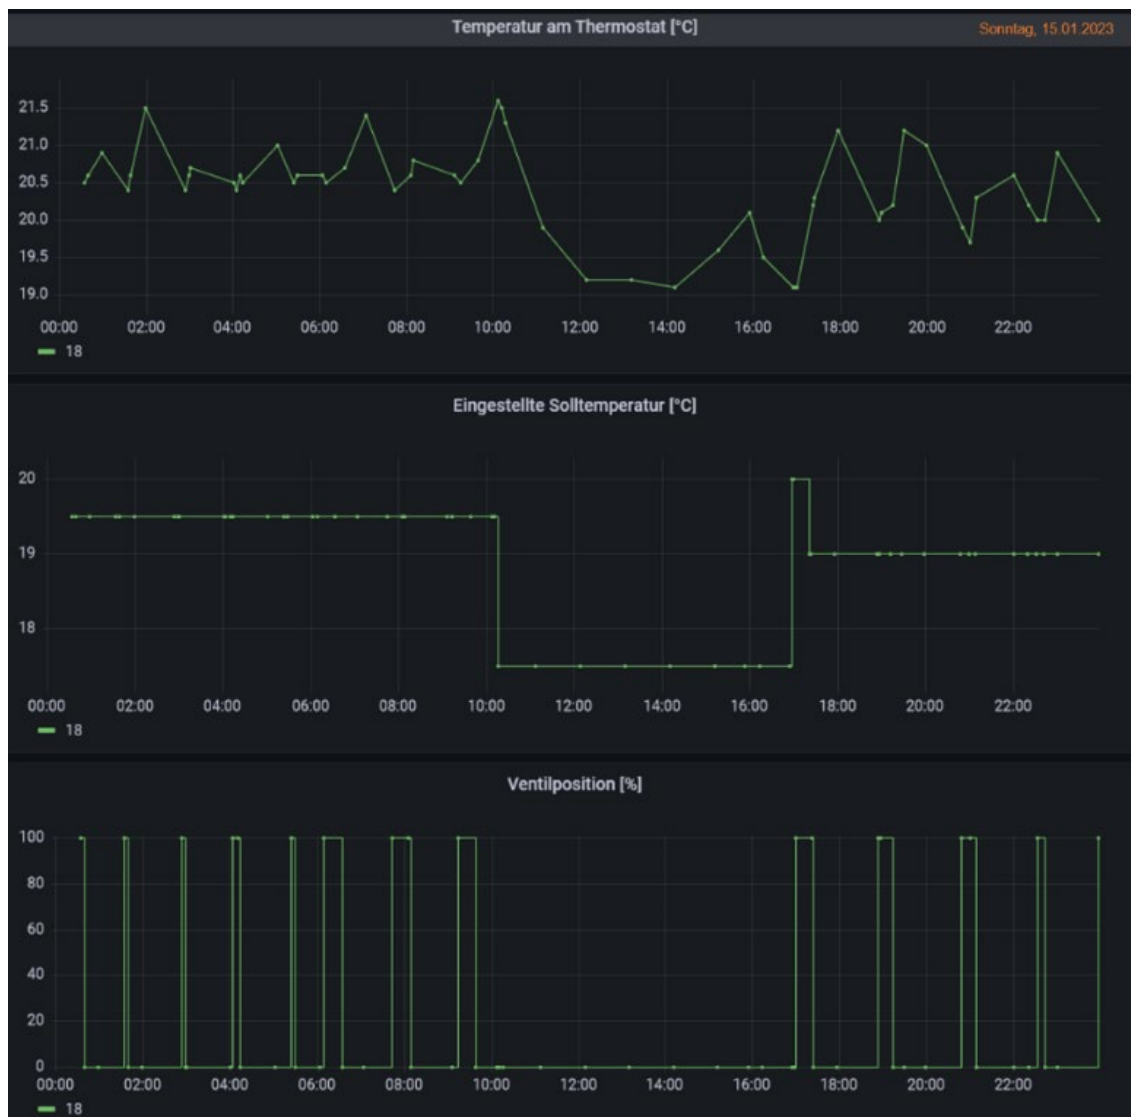 Temperatur am Thermostat [°C]
Sonntag, 15.01.2023
21.5
21.0
20.5
20.0
19.5
19.0
00:00 02:00 04:00 06:00 08:00 10:00 12:00 14:00 16:00 18:00 20:00 22:00
18
Eingestellte Solltemperatur [°C]
20
19
18
00:00 02:00 04:00 06:00 08:00 10:00 12:00 14:00 16:00 18:00 20:00 22:00
18
Ventilposition [%]
100
80
60
40
20
0
00:00 02:00 04:00 06:00 08:00 10:00 12:00 14:00 16:00 18:00 20:00 22:00
18